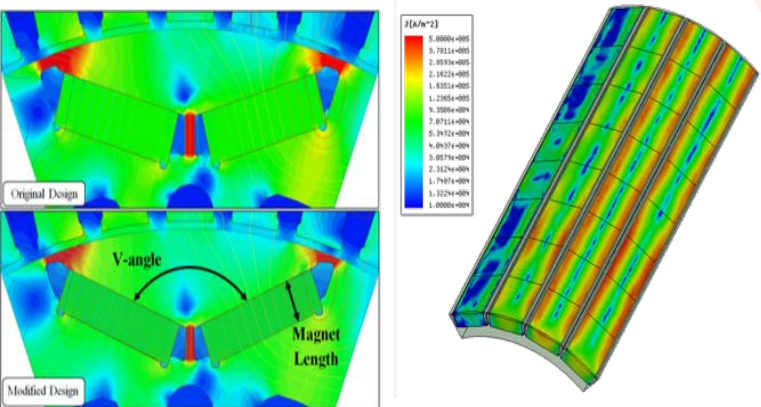 Original Design
V-angle
Magnet
Length
Modified Design
J[A/m^2]
5.0000e+005
3.7811e+005
2.8593e+005
2.1622e+005
1.6351e+005
1.2365e+005
9.3506e+004
7.0711e+004
5.3472e+004
4.0437e+004
3.0579e+004
2.3124e+004
1.7487e+004
1.3224e+004
1.0000e+004